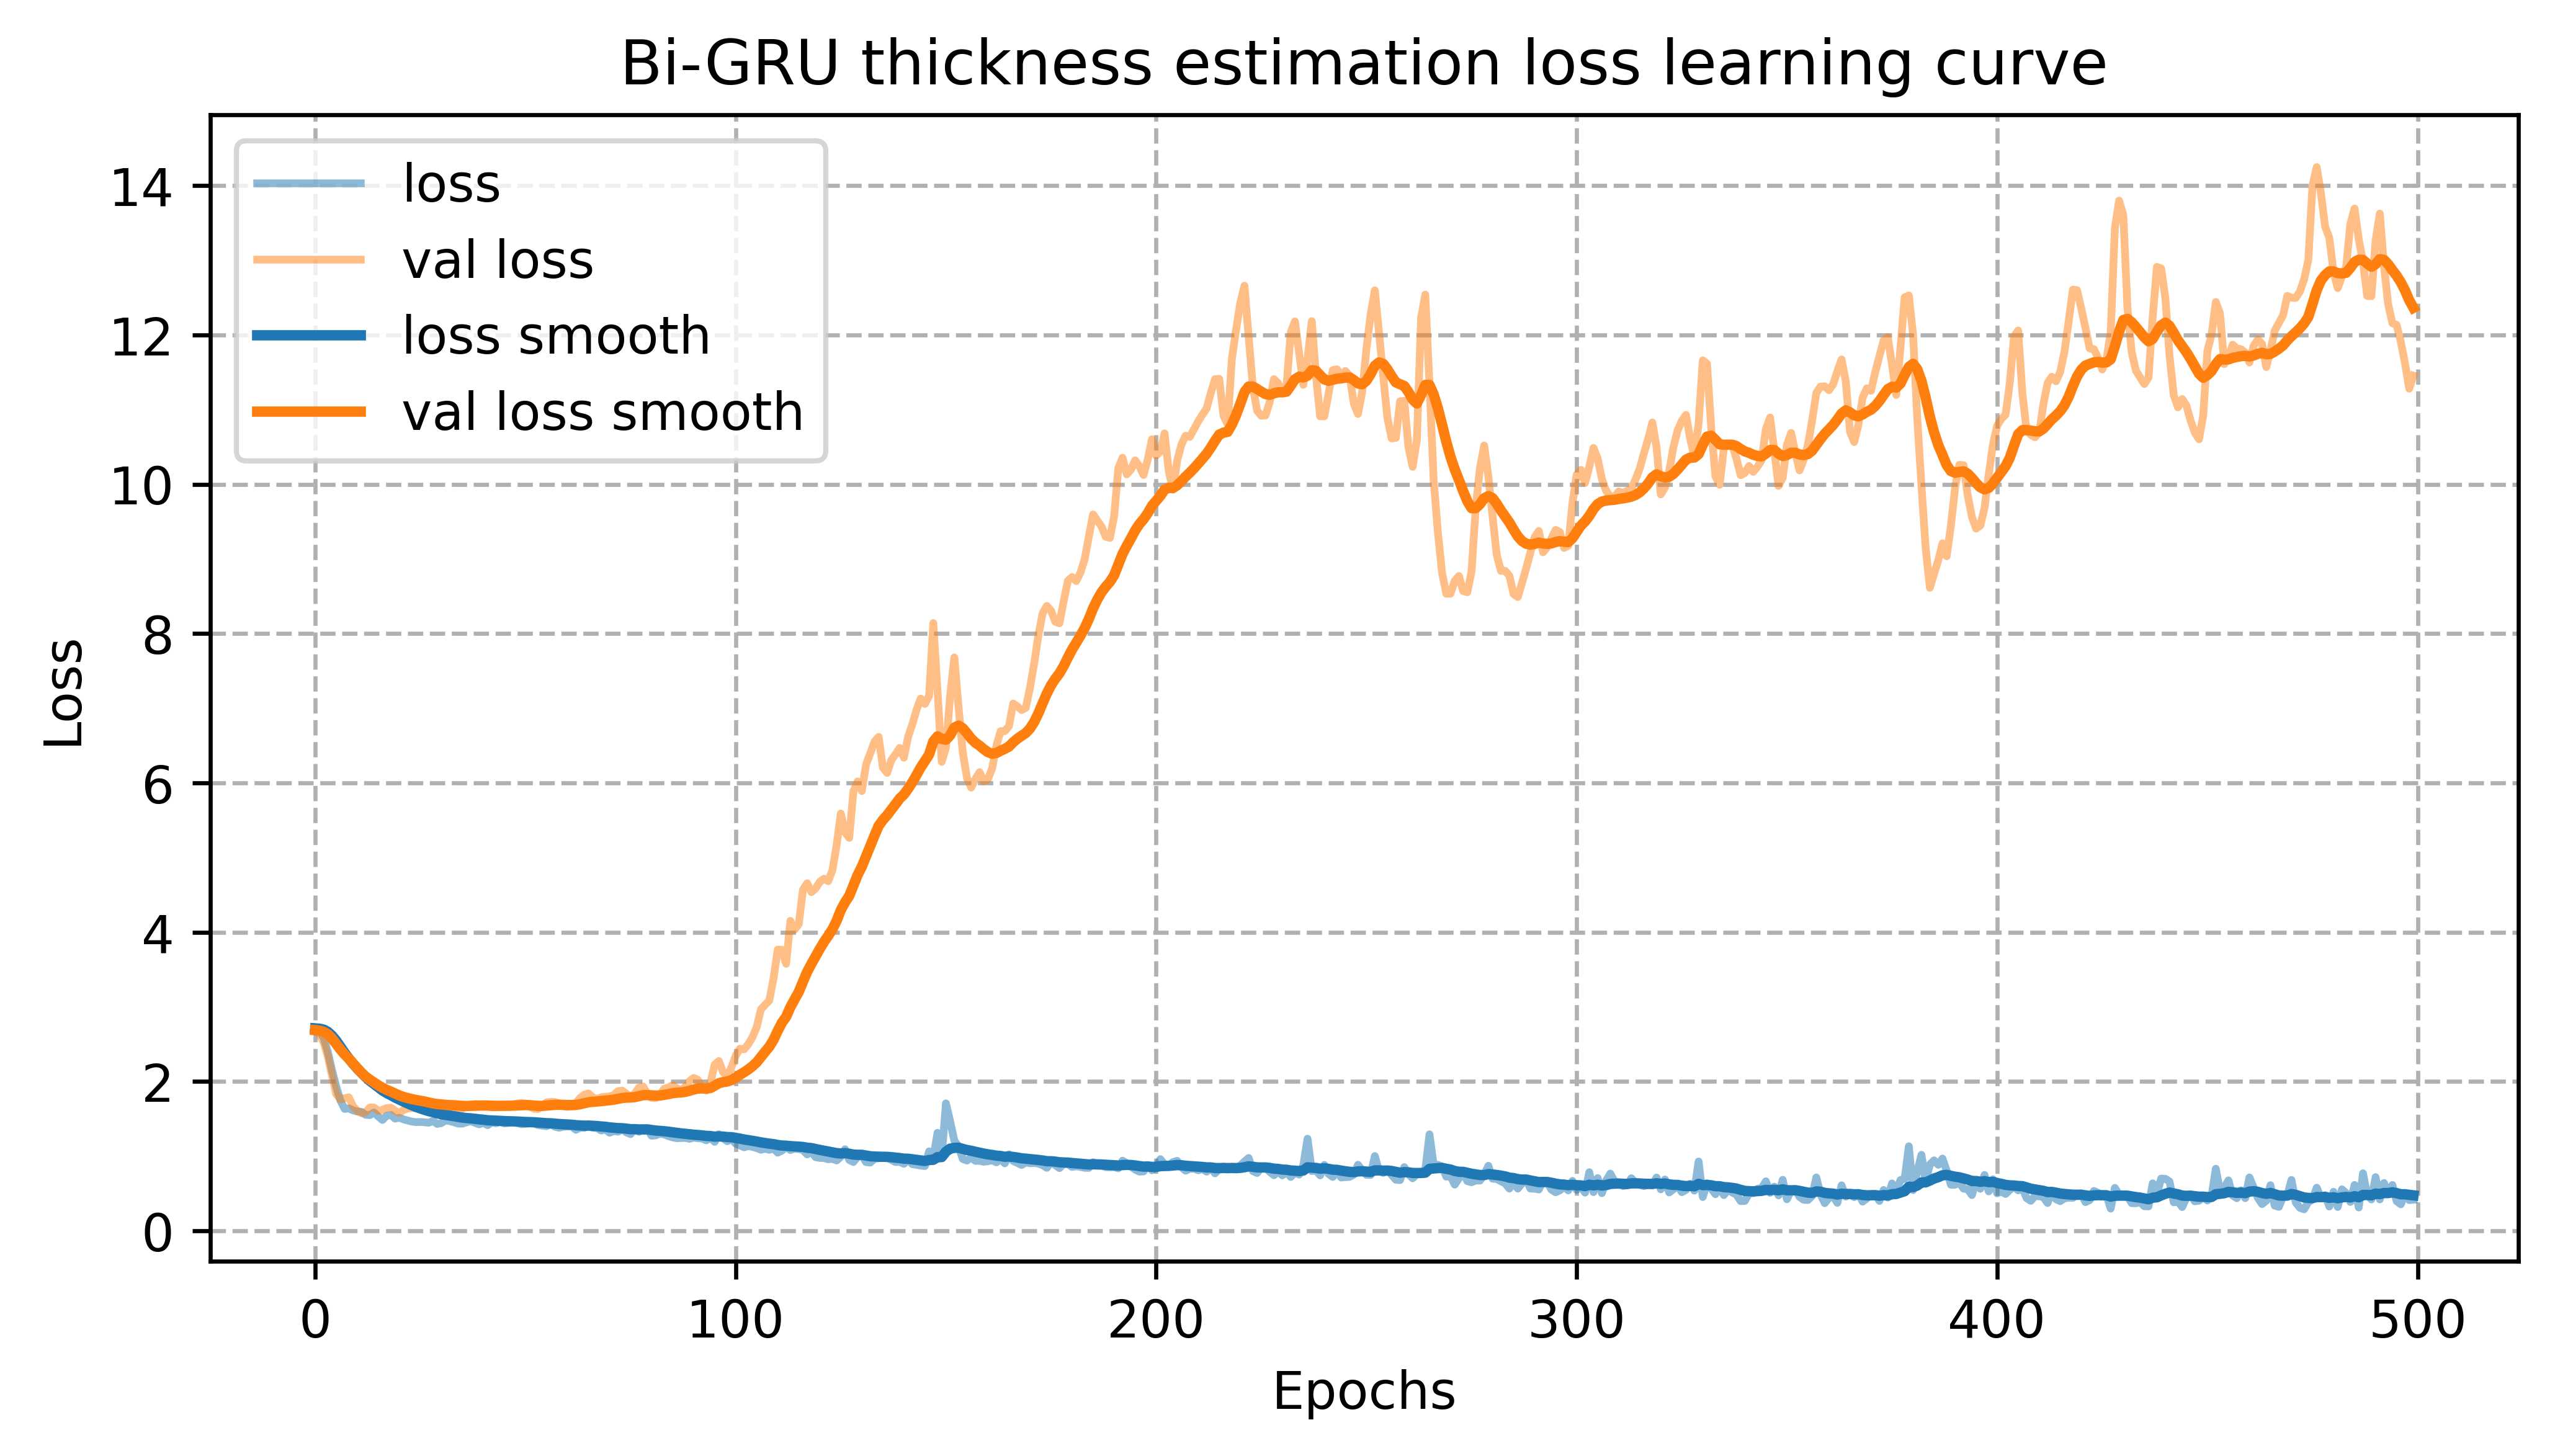 Bi-GRU thickness estimation loss learning curve
loss
val loss
loss smooth
val loss smooth
14
12
10
8
6
4
2
0
Loss
0 100 200 300 400 500
Epochs